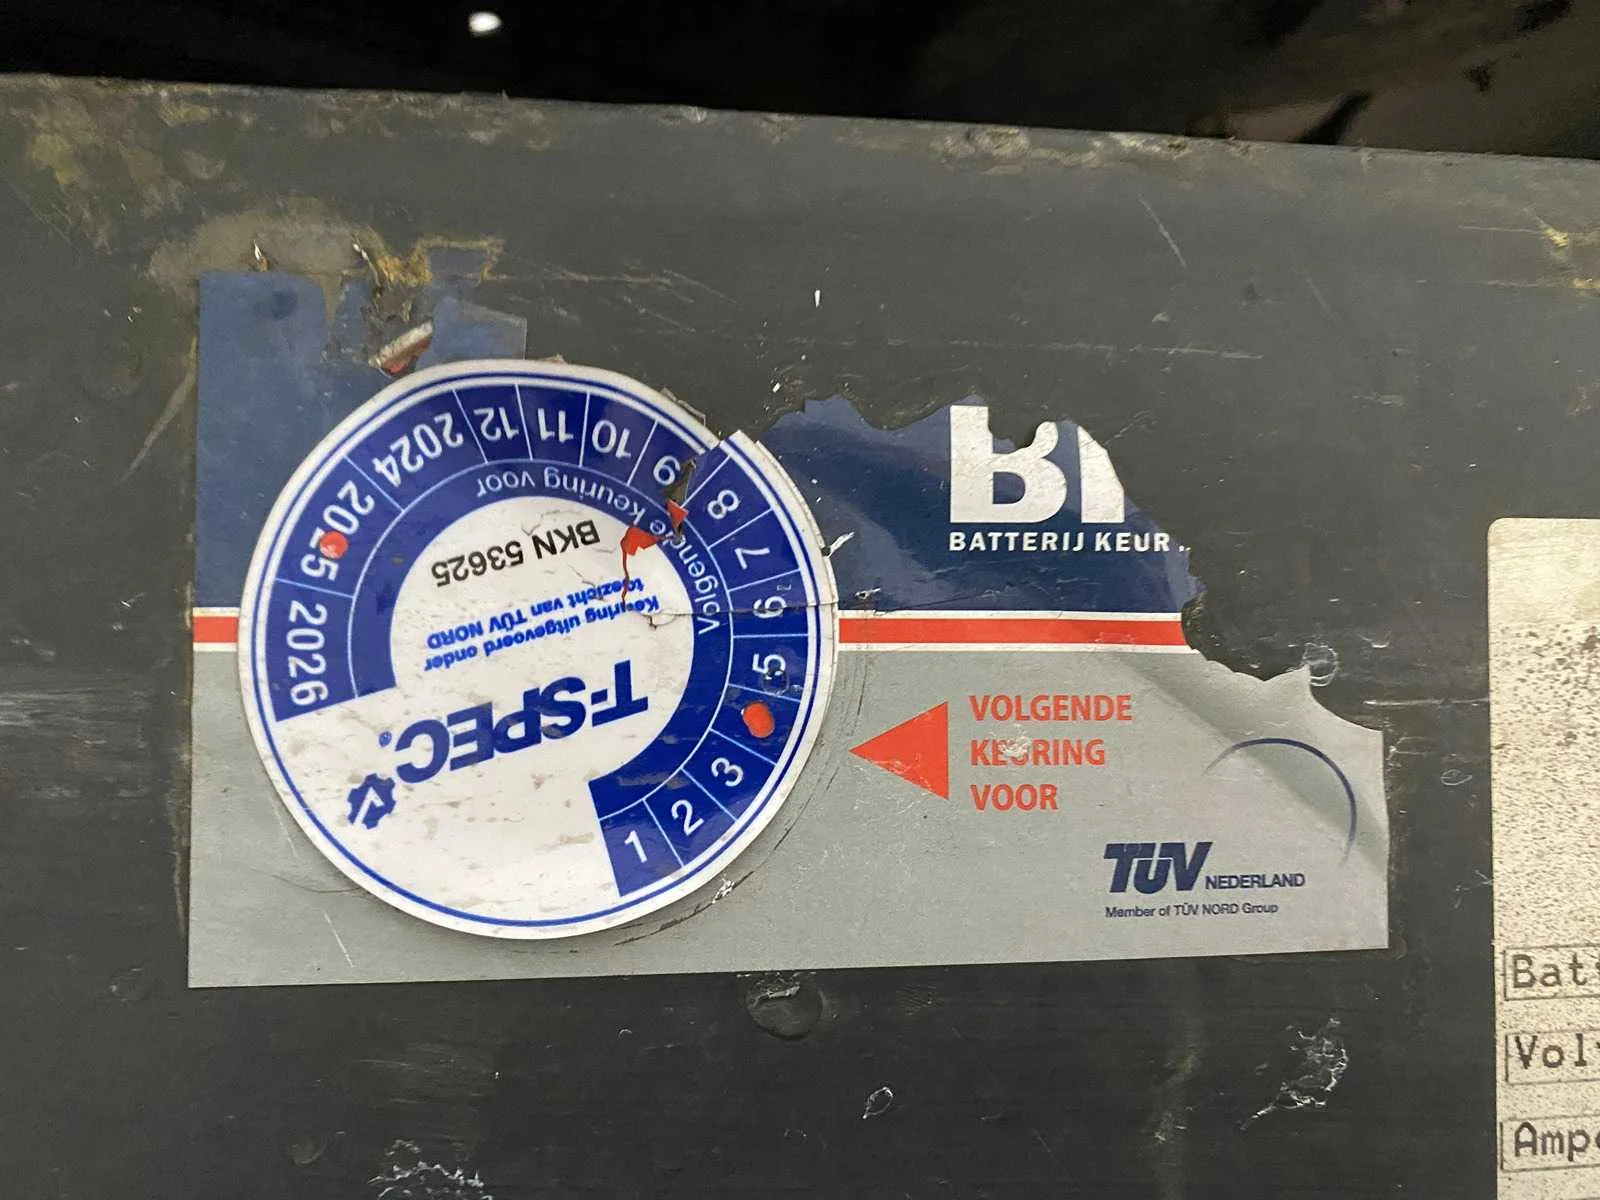 1 2 3 5 6 7 8 9 10 11 12 2024 2025 2026
Volgende keuring voor
BKN 53625
Keuring uitgevoerd onder
toezicht van TÜV NORD
T-SPEC®
BATTERIJ KEUR
VOLGENDE
KEURING
VOOR
TÜV NEDERLAND
Member of TÜV NORD Group
Bat
Vol
Amp